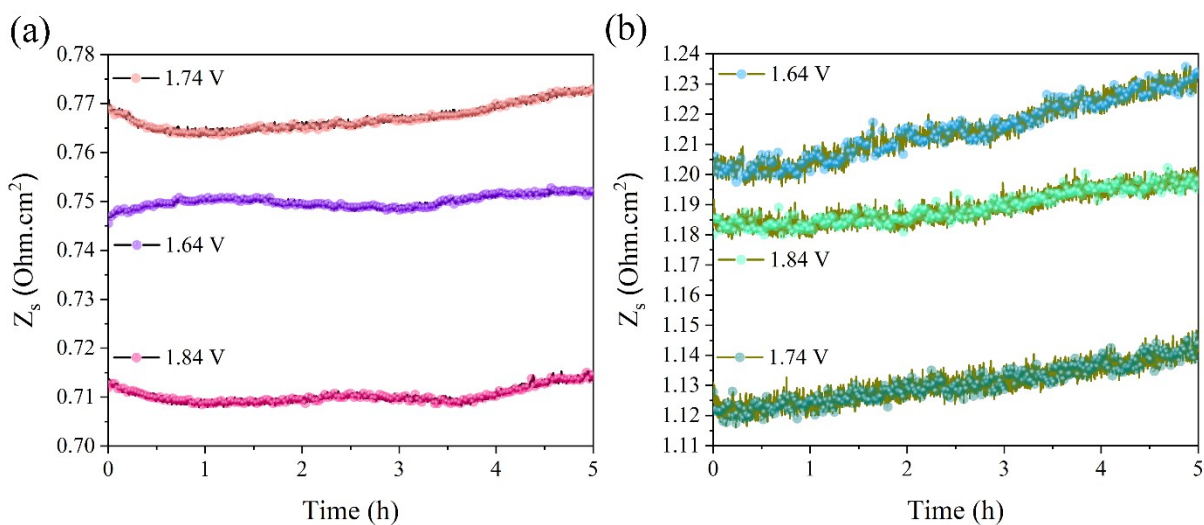 (a)
0.78
0.77
0.76
0.75
0.74
0.73
0.72
0.71
0.70
Zs (Ohm.cm²)
1.74 V
1.64 V
1.84 V
0 1 2 3 4 5
Time (h)
(b)
1.24
1.23
1.22
1.21
1.20
1.19
1.18
1.17
1.16
1.15
1.14
1.13
1.12
1.11
Zs (Ohm.cm²)
1.64 V
1.84 V
1.74 V
0 1 2 3 4 5
Time (h)